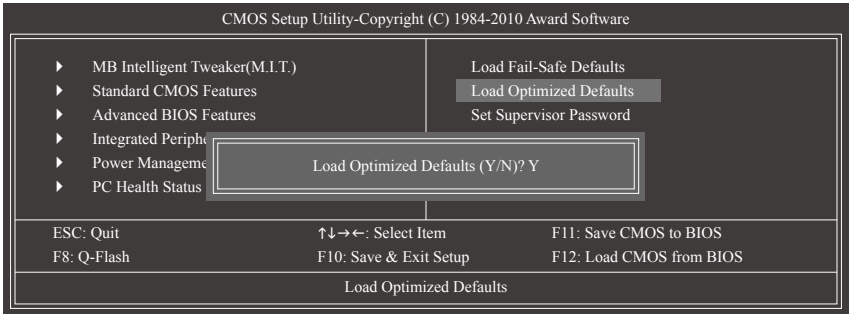 CMOS Setup Utility-Copyright (C) 1984-2010 Award Software
MB Intelligent Tweaker(M.I.T.)
Standard CMOS Features
Advanced BIOS Features
Integrated Periphe
Power Manageme
PC Health Status
Load Fail-Safe Defaults
Load Optimized Defaults
Set Supervisor Password
Load Optimized Defaults (Y/N)? Y
ESC: Quit
↑↓→←: Select Item
F11: Save CMOS to BIOS
F8: Q-Flash
F10: Save & Exit Setup
F12: Load CMOS from BIOS
Load Optimized Defaults